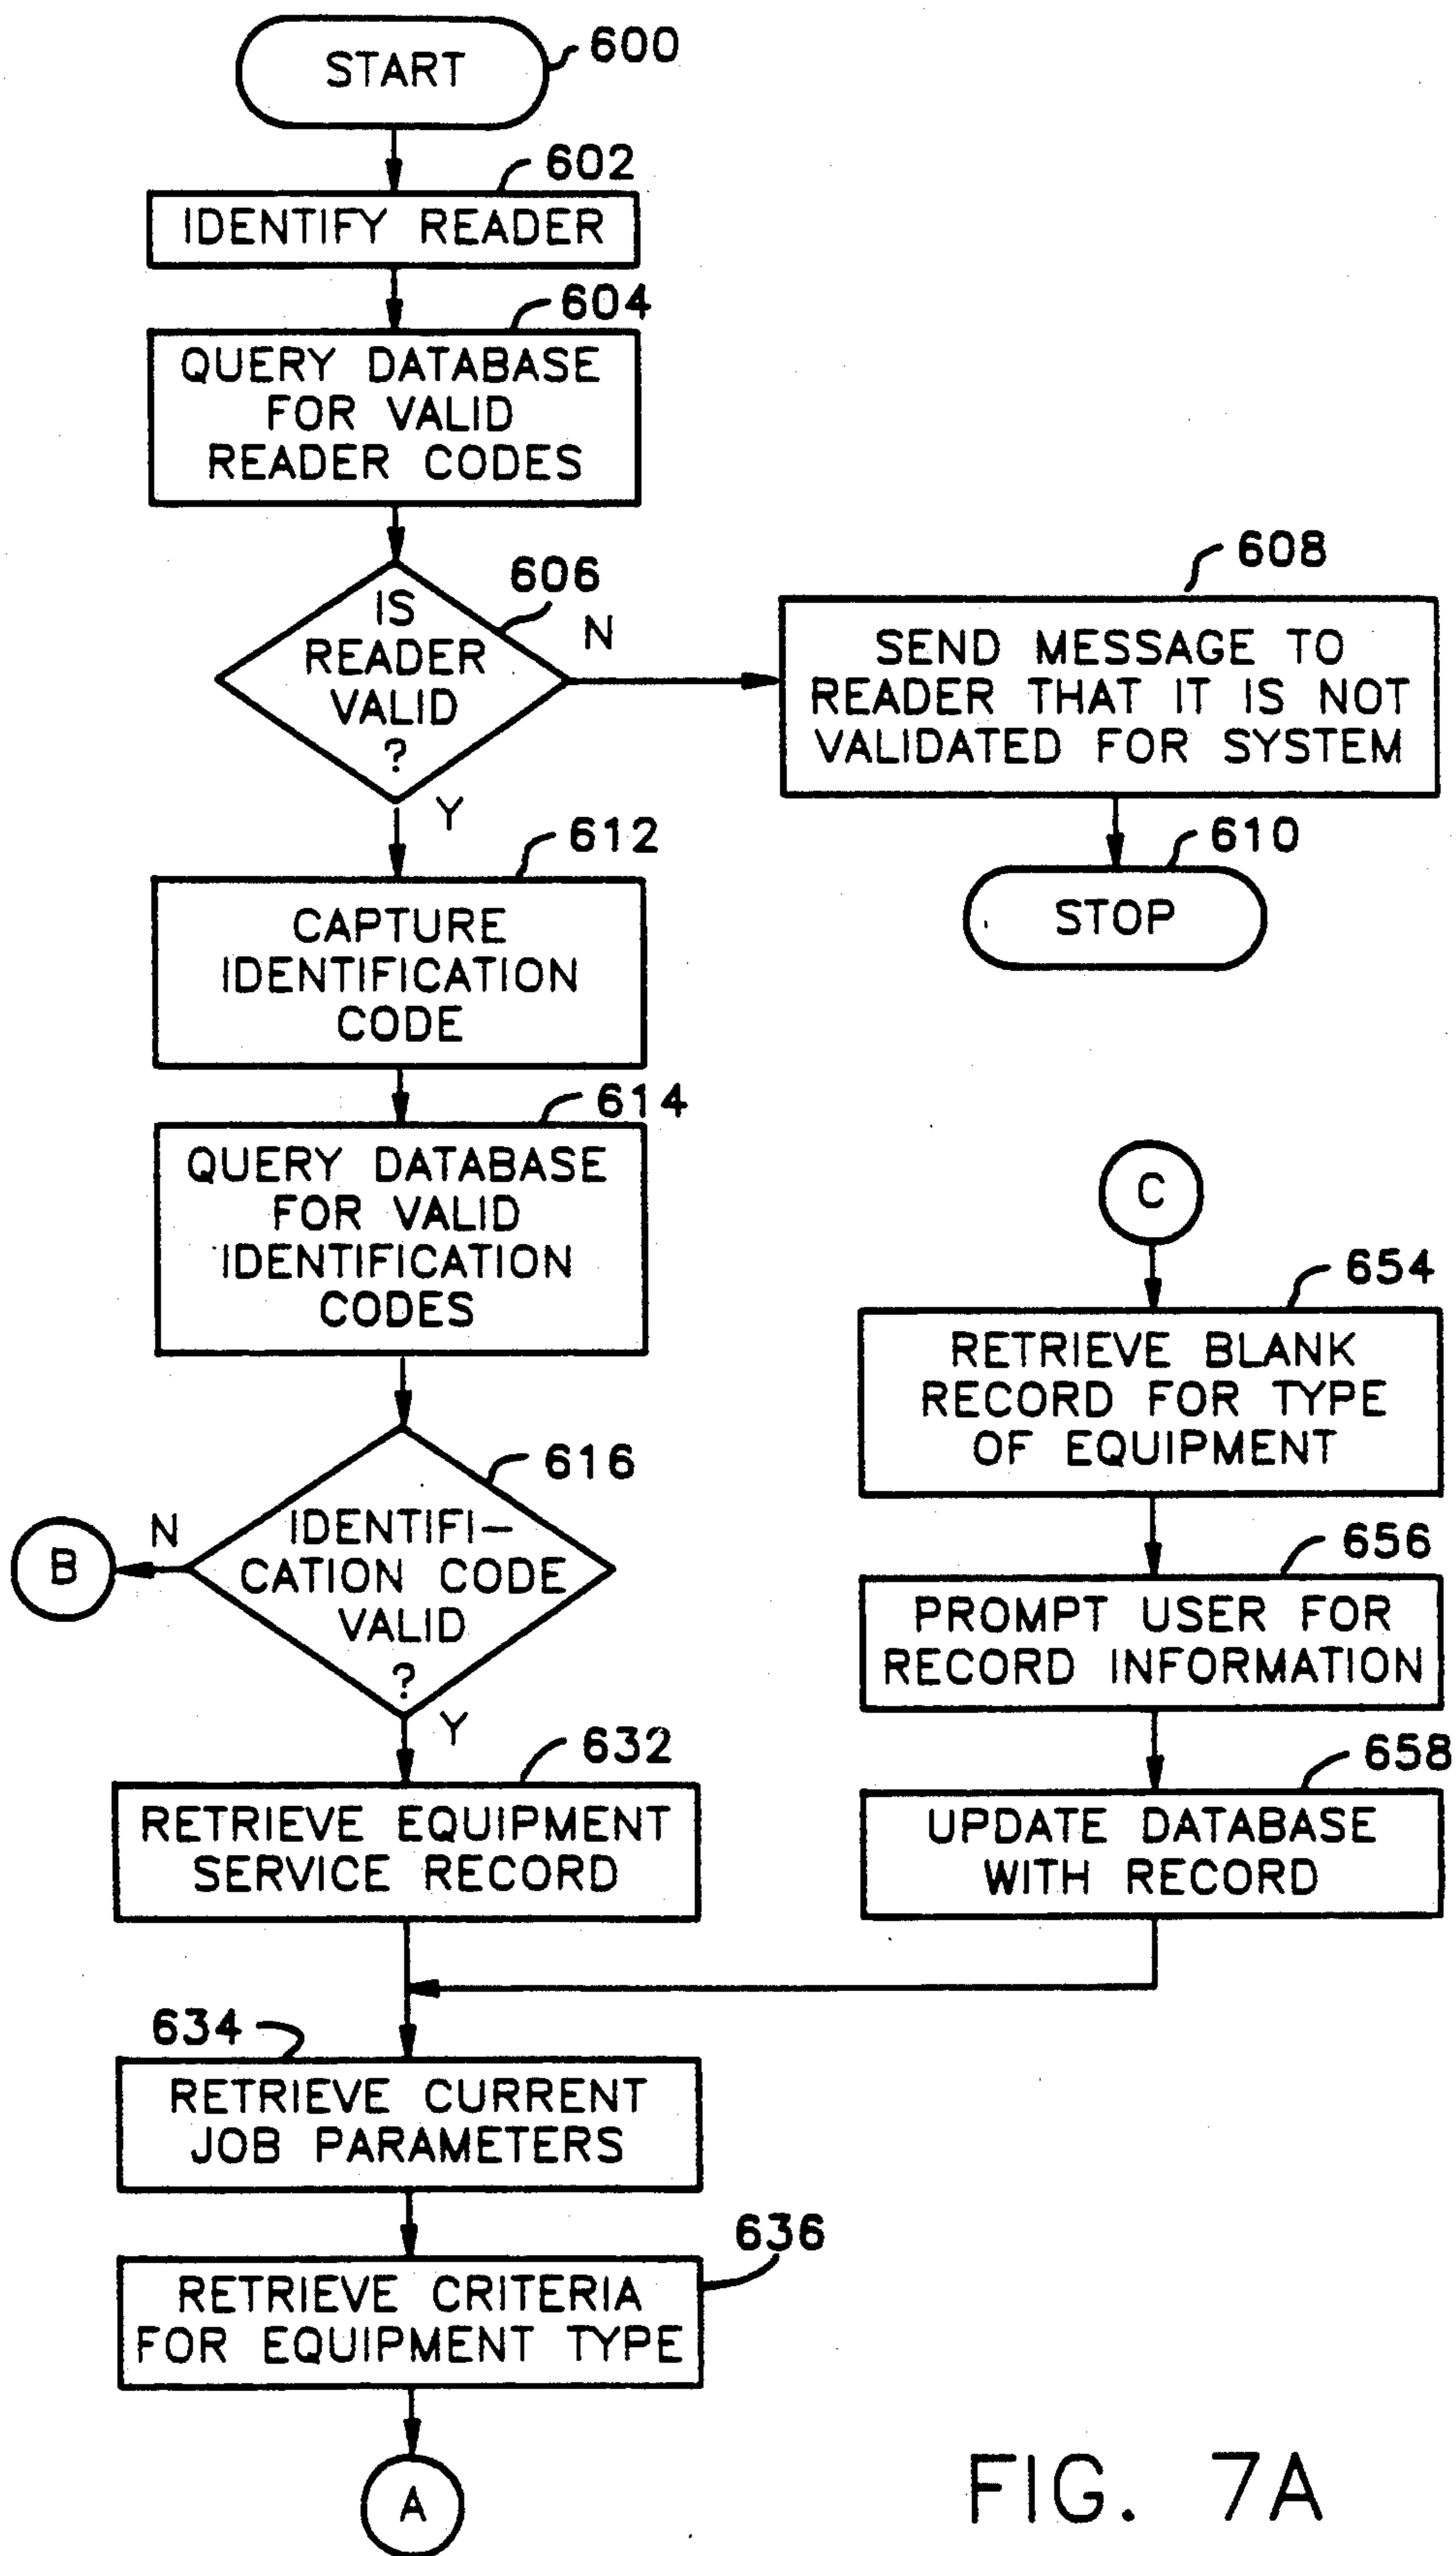 START
600
602
IDENTIFY READER
604
QUERY DATABASE
FOR VALID
READER CODES
606
IS
READER
VALID
?
N
Y
608
SEND MESSAGE TO
READER THAT IT IS NOT
VALIDATED FOR SYSTEM
610
STOP
612
CAPTURE
IDENTIFICATION
CODE
614
QUERY DATABASE
FOR VALID
IDENTIFICATION
CODES
616
IDENTIFI-
CATION CODE
VALID
?
N
B
Y
632
RETRIEVE EQUIPMENT
SERVICE RECORD
C
654
RETRIEVE BLANK
RECORD FOR TYPE
OF EQUIPMENT
656
PROMPT USER FOR
RECORD INFORMATION
658
UPDATE DATABASE
WITH RECORD
634
RETRIEVE CURRENT
JOB PARAMETERS
636
RETRIEVE CRITERIA
FOR EQUIPMENT TYPE
A
FIG. 7A